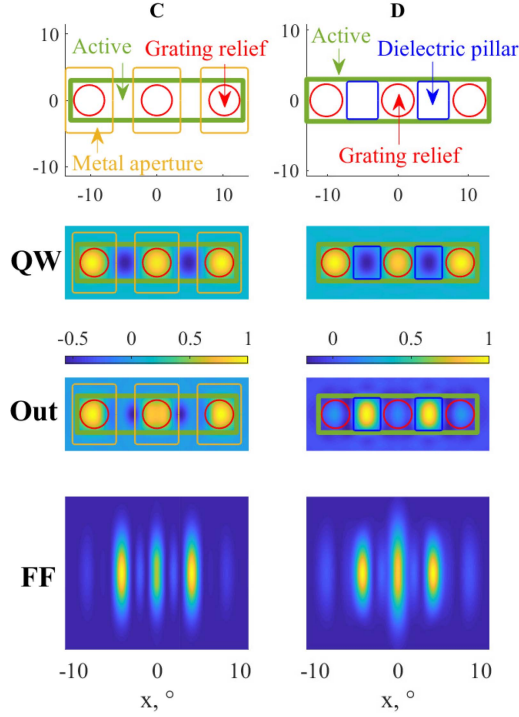 C
D
Active
Grating relief
Active
Dielectric pillar
10
0
-10
Metal aperture
10
0
-10
Grating relief
-10
0
10
-10
0
10
QW
-0.5
0
0.5
1
0
0.5
1
Out
FF
-10
0
10
-10
0
10
x, °
x, °